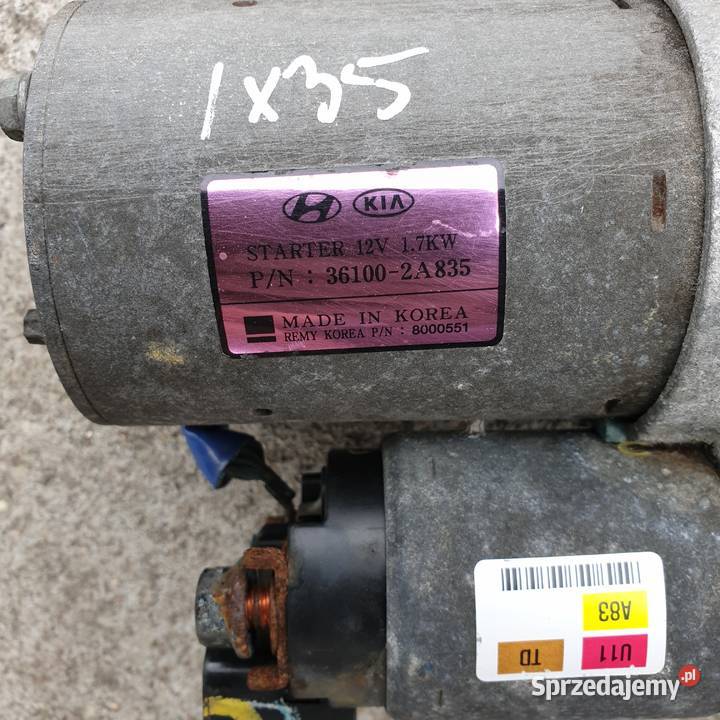 IX35
KIA
STARTER 12V 1.7KW
P/N : 36100-2A835
MADE IN KOREA
REMY KOREA P/N : 8000551
A83
U11
TD
Sprzedajemy.pl